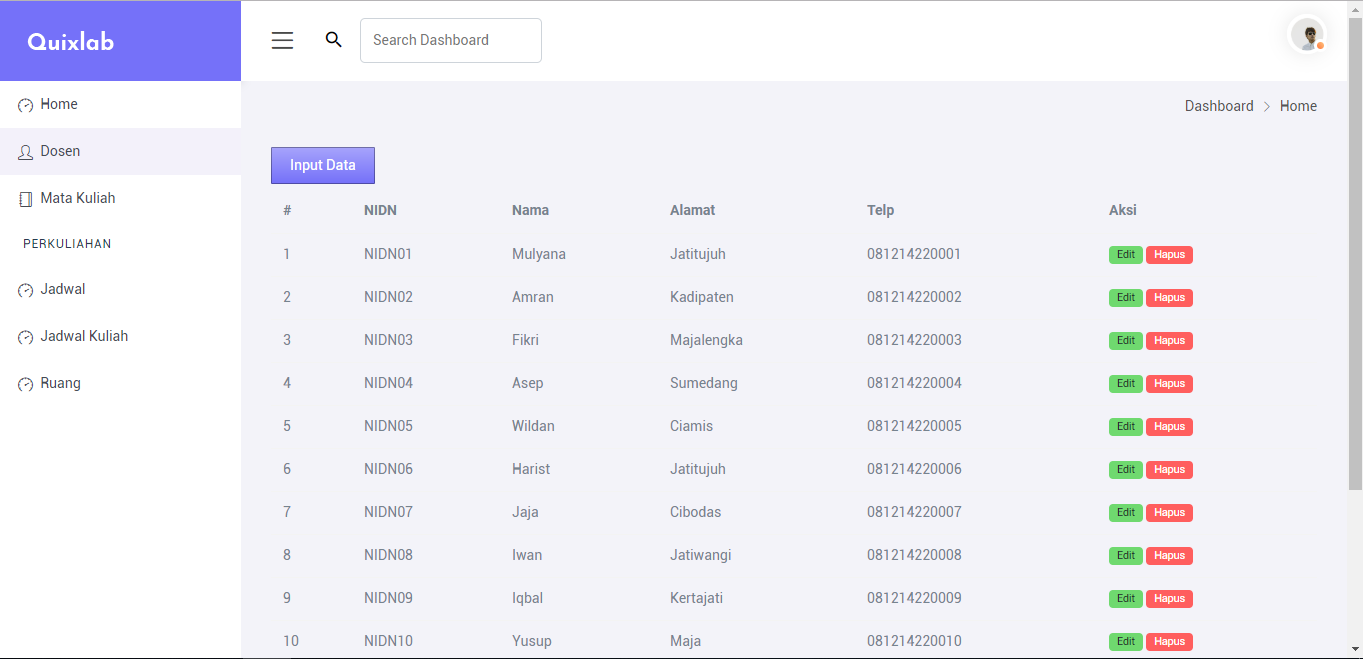 Quixlab
Search Dashboard
Home
Dosen
Mata Kuliah
PERKULIAHAN
Jadwal
Jadwal Kuliah
Ruang
Dashboard > Home
Input Data
# NIDN Nama Alamat Telp Aksi
1 NIDN01 Mulyana Jatitujuh 081214220001 Edit Hapus
2 NIDN02 Amran Kadipaten 081214220002 Edit Hapus
3 NIDN03 Fikri Majalengka 081214220003 Edit Hapus
4 NIDN04 Asep Sumedang 081214220004 Edit Hapus
5 NIDN05 Wildan Ciamis 081214220005 Edit Hapus
6 NIDN06 Harist Jatitujuh 081214220006 Edit Hapus
7 NIDN07 Jaja Cibodas 081214220007 Edit Hapus
8 NIDN08 Iwan Jatiwangi 081214220008 Edit Hapus
9 NIDN09 Iqbal Kertajati 081214220009 Edit Hapus
10 NIDN10 Yusup Maja 081214220010 Edit Hapus